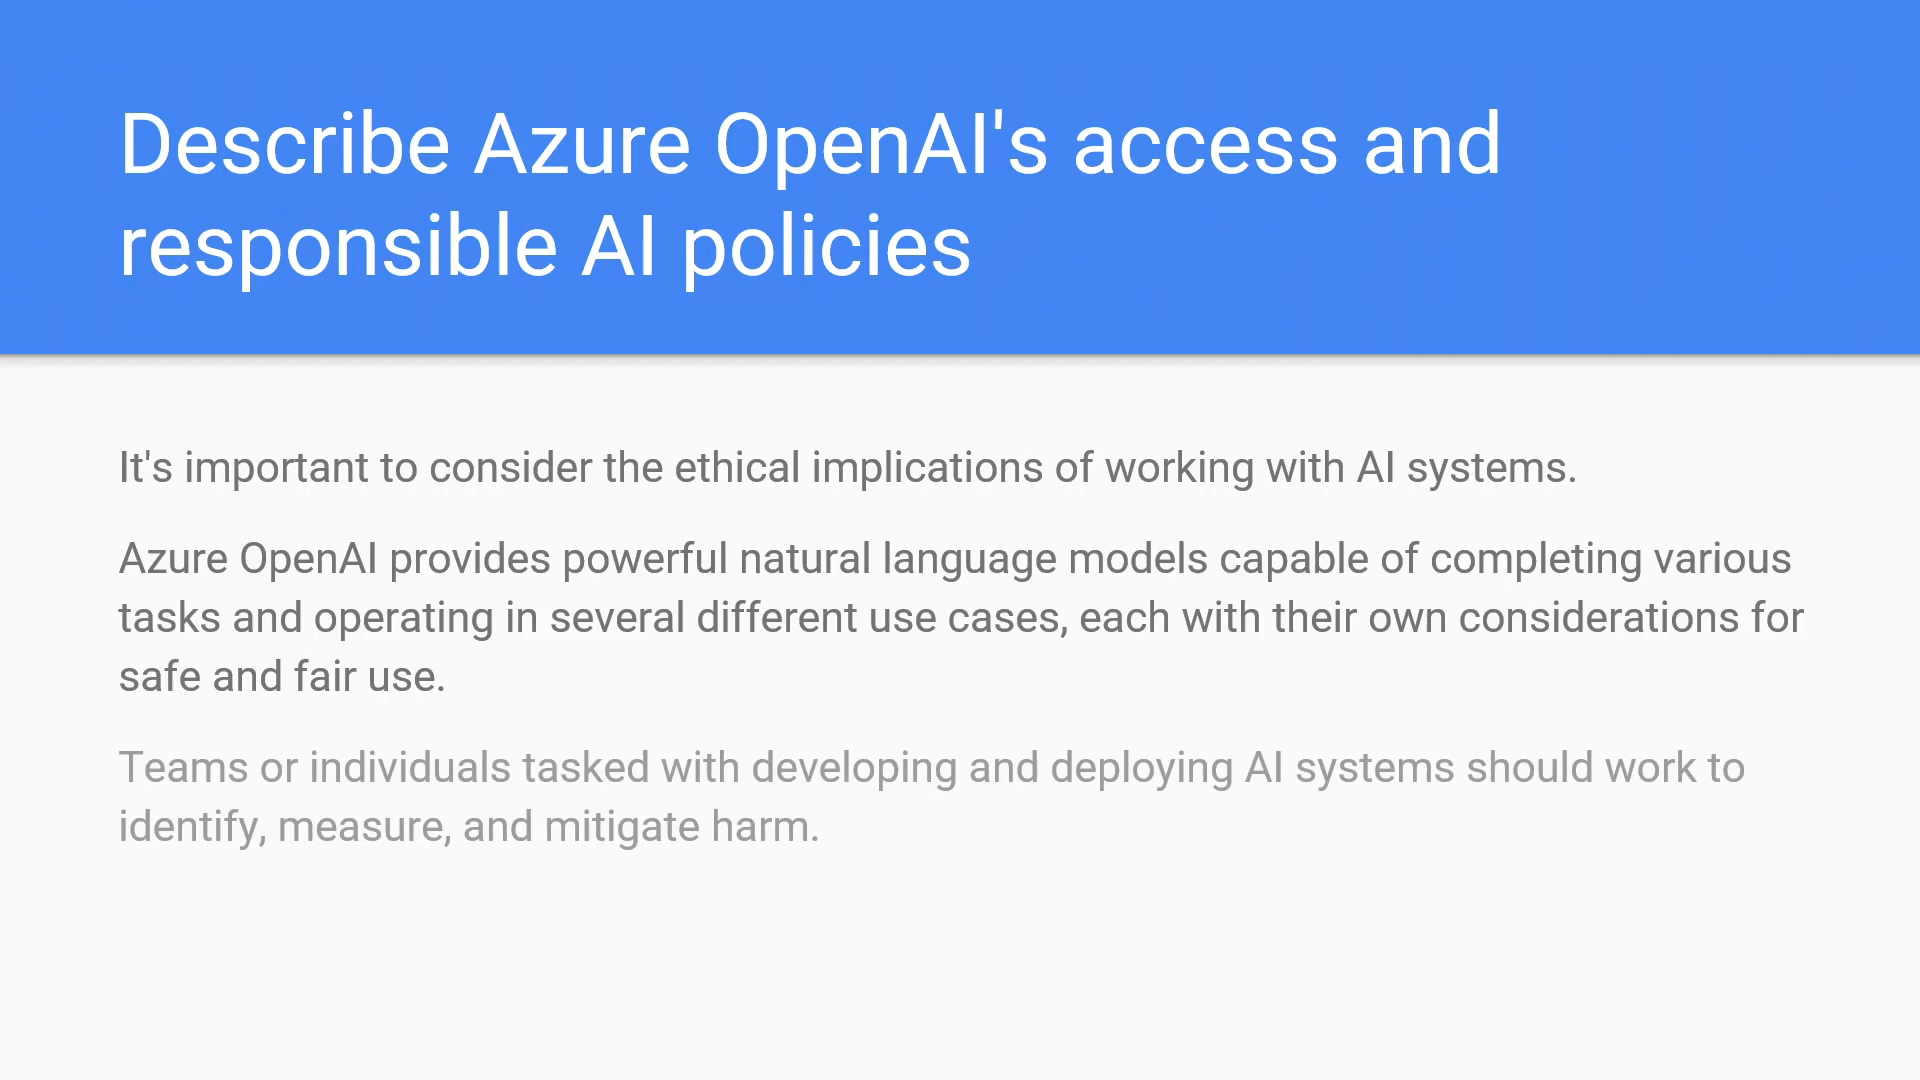 Describe Azure OpenAI's access and
responsible AI policies
It's important to consider the ethical implications of working with AI systems.
Azure OpenAI provides powerful natural language models capable of completing various
tasks and operating in several different use cases, each with their own considerations for
safe and fair use.
Teams or individuals tasked with developing and deploying AI systems should work to
identify, measure, and mitigate harm.